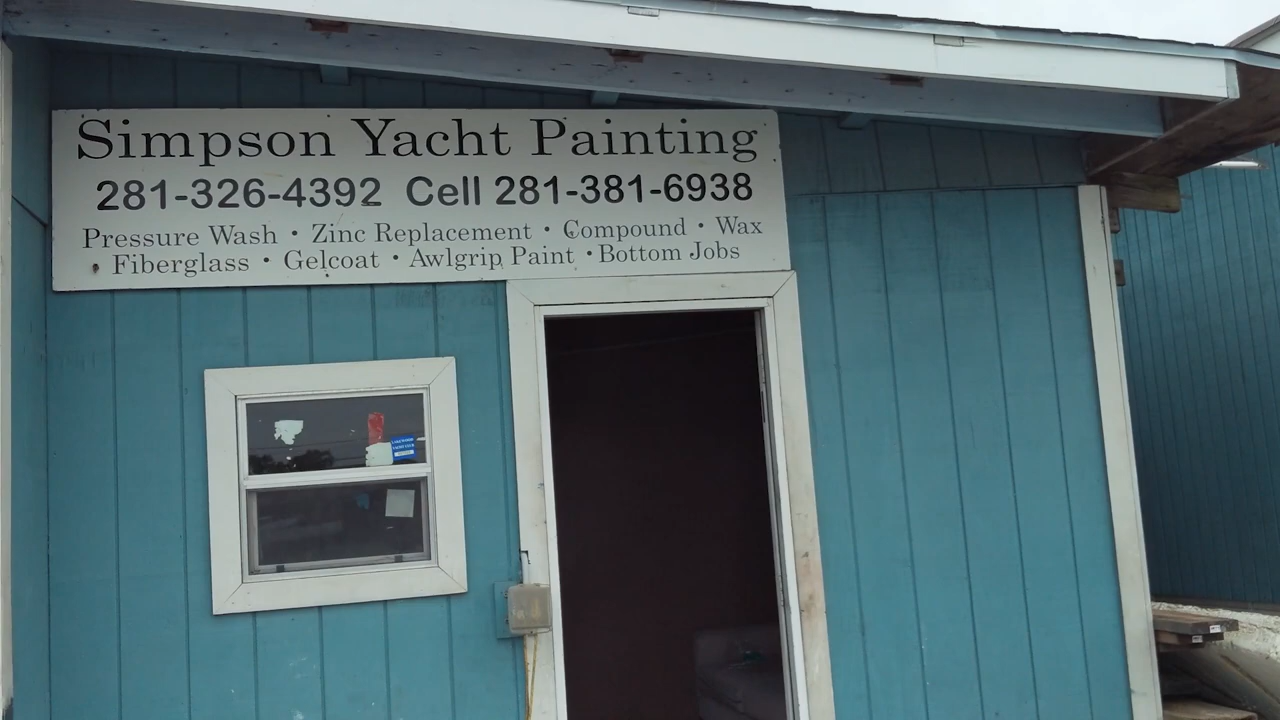 Simpson Yacht Painting
281-326-4392 Cell 281-381-6938
Pressure Wash • Zinc Replacement • Compound • Wax
Fiberglass • Gelcoat • Awlgrip Paint • Bottom Jobs